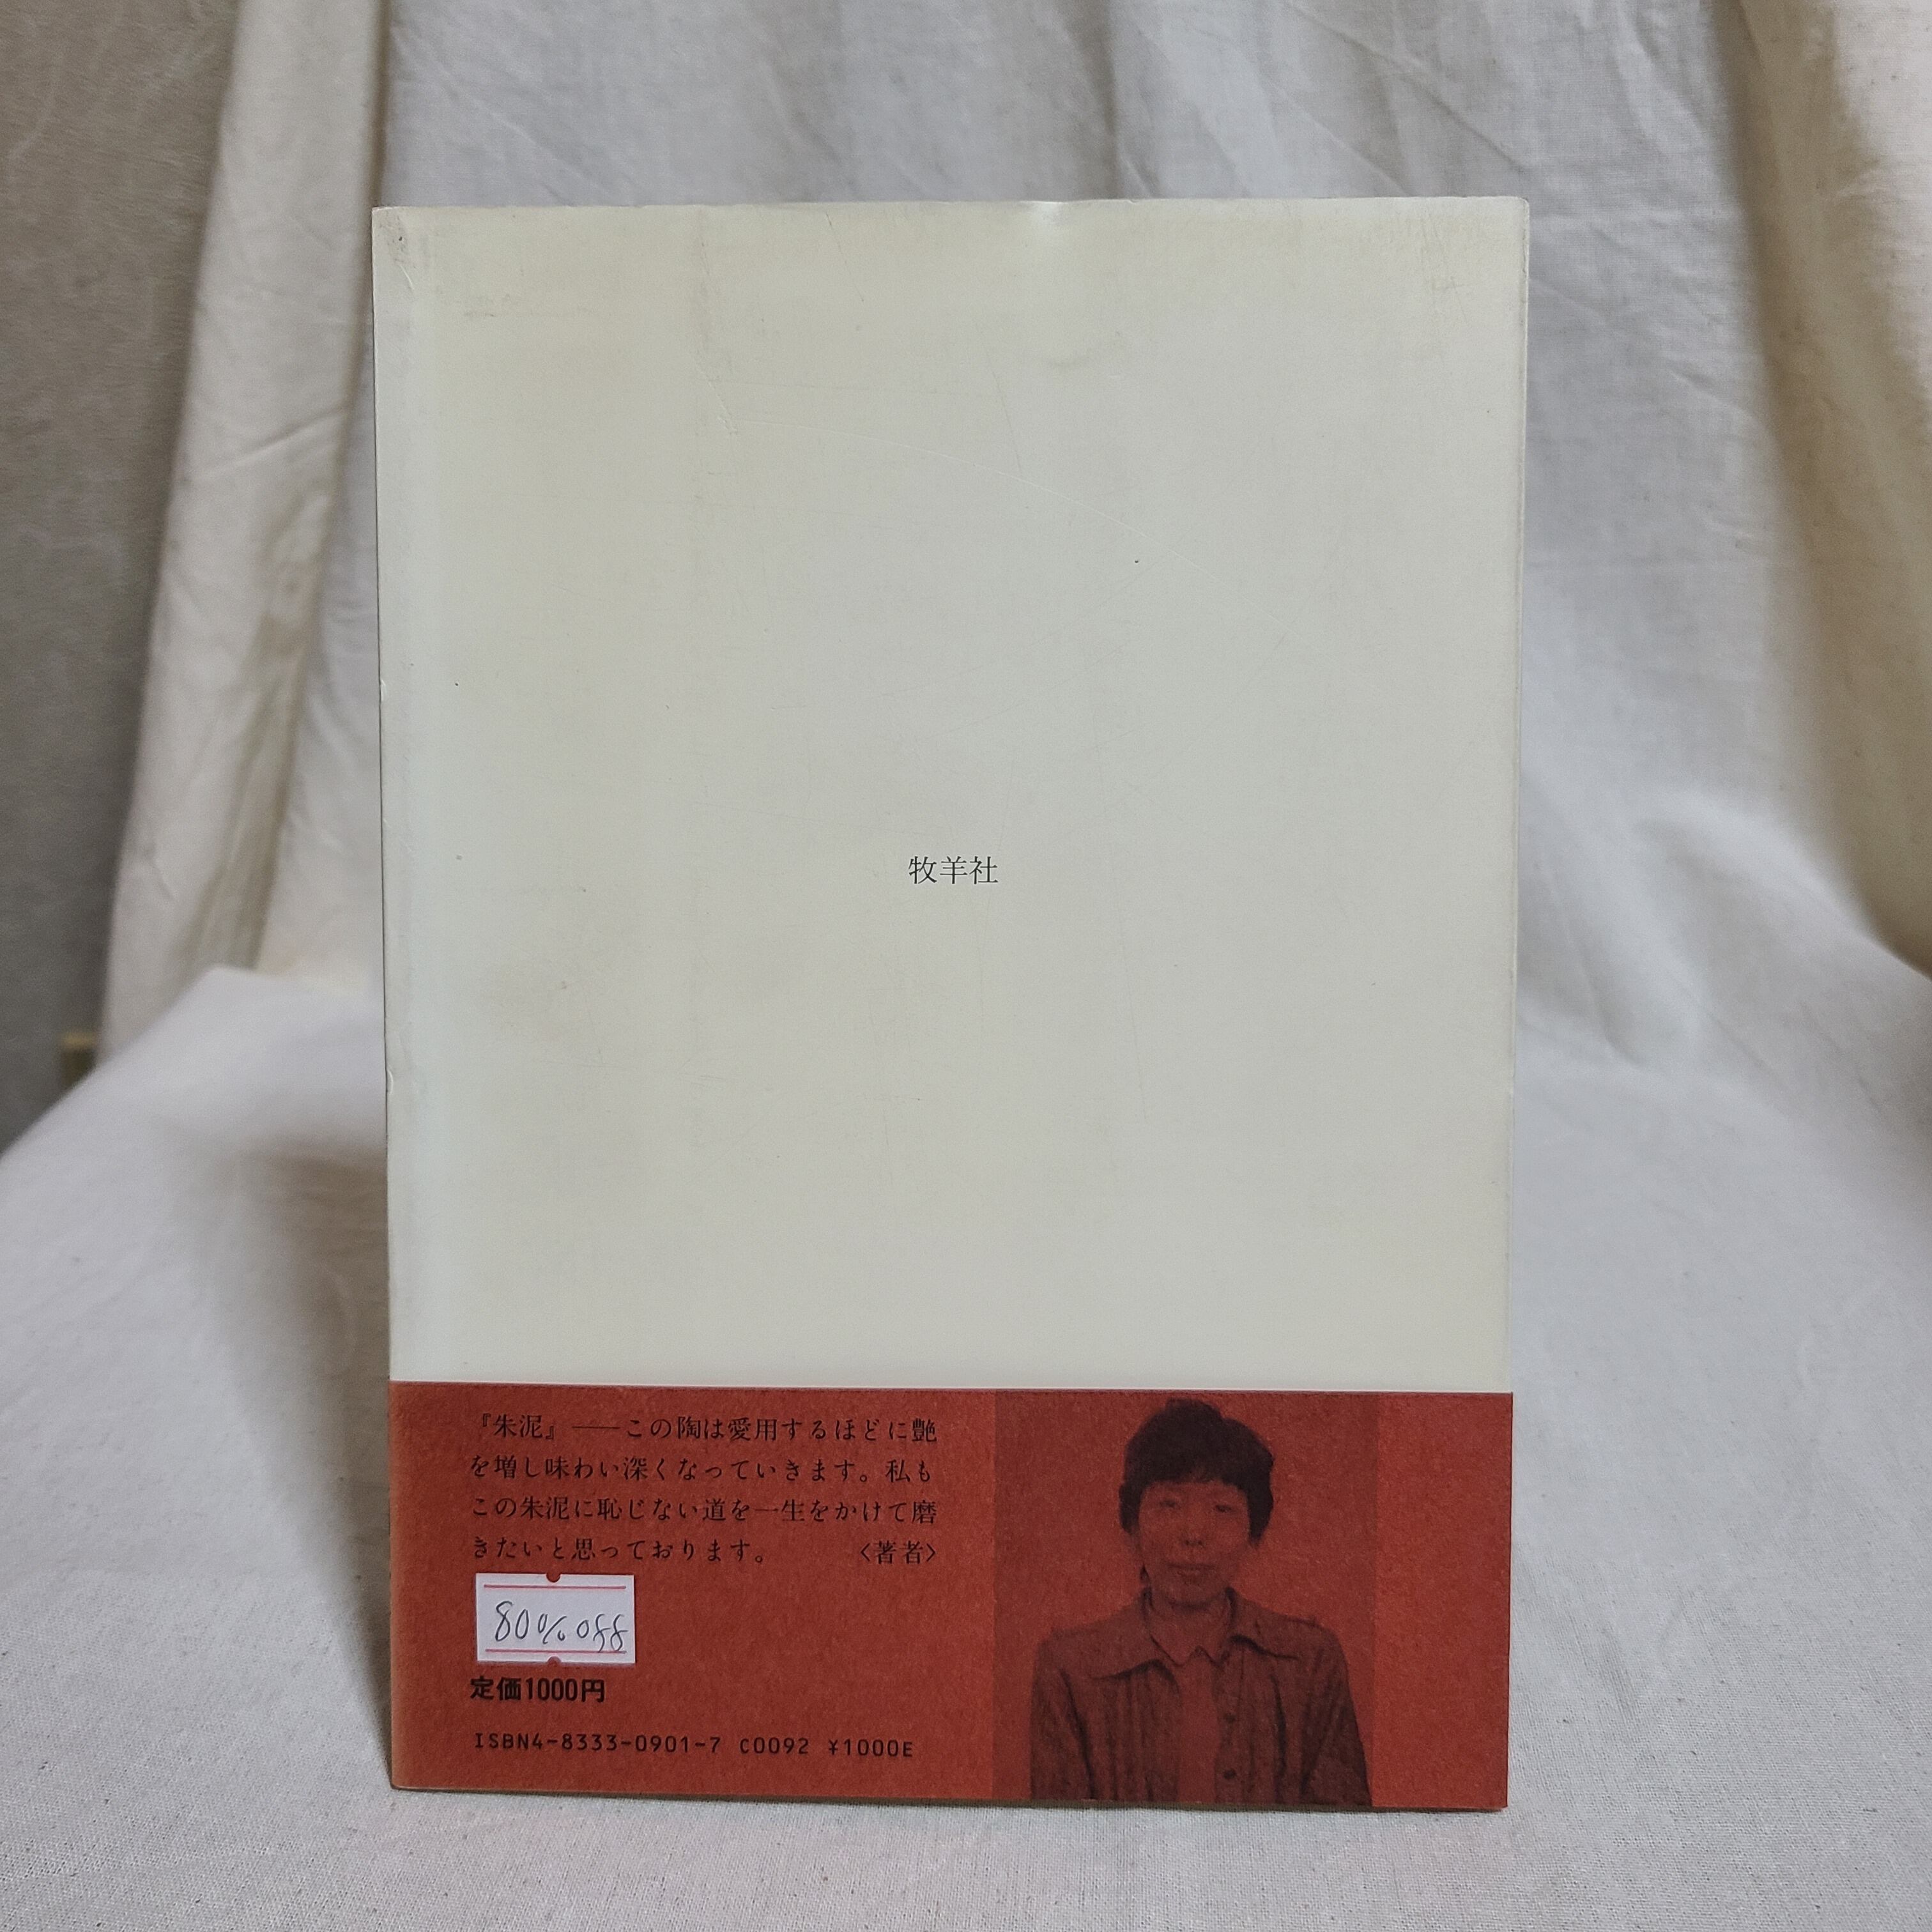 牧羊社
『朱泥』──この陶は愛用するほどに艶
を増し味わい深くなっていきます。私も
この朱泥に恥じない道を一生をかけて磨
きたいと思っております。　〈著者〉
定価1000円
ISBN4-8333-0901-7 C0092 ¥1000E